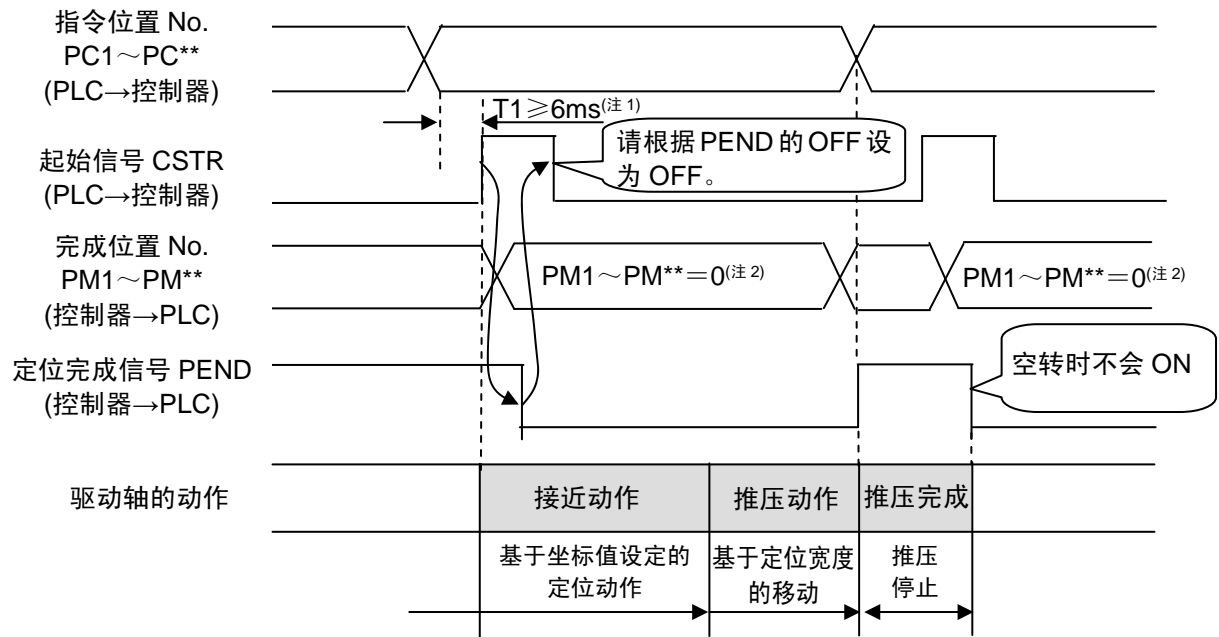 指令位置 No.
PC1～PC**
(PLC→控制器)
T1≥6ms(注 1)
请根据 PEND 的 OFF 设
为 OFF。
起始信号 CSTR
(PLC→控制器)
完成位置 No.
PM1～PM**
(控制器→PLC)
PM1～PM**＝0(注 2)
PM1～PM**＝0(注 2)
定位完成信号 PEND
(控制器→PLC)
空转时不会 ON
驱动轴的动作
接近动作
推压动作
推压完成
基于坐标值设定的
定位动作
基于定位宽度
的移动
推压
停止